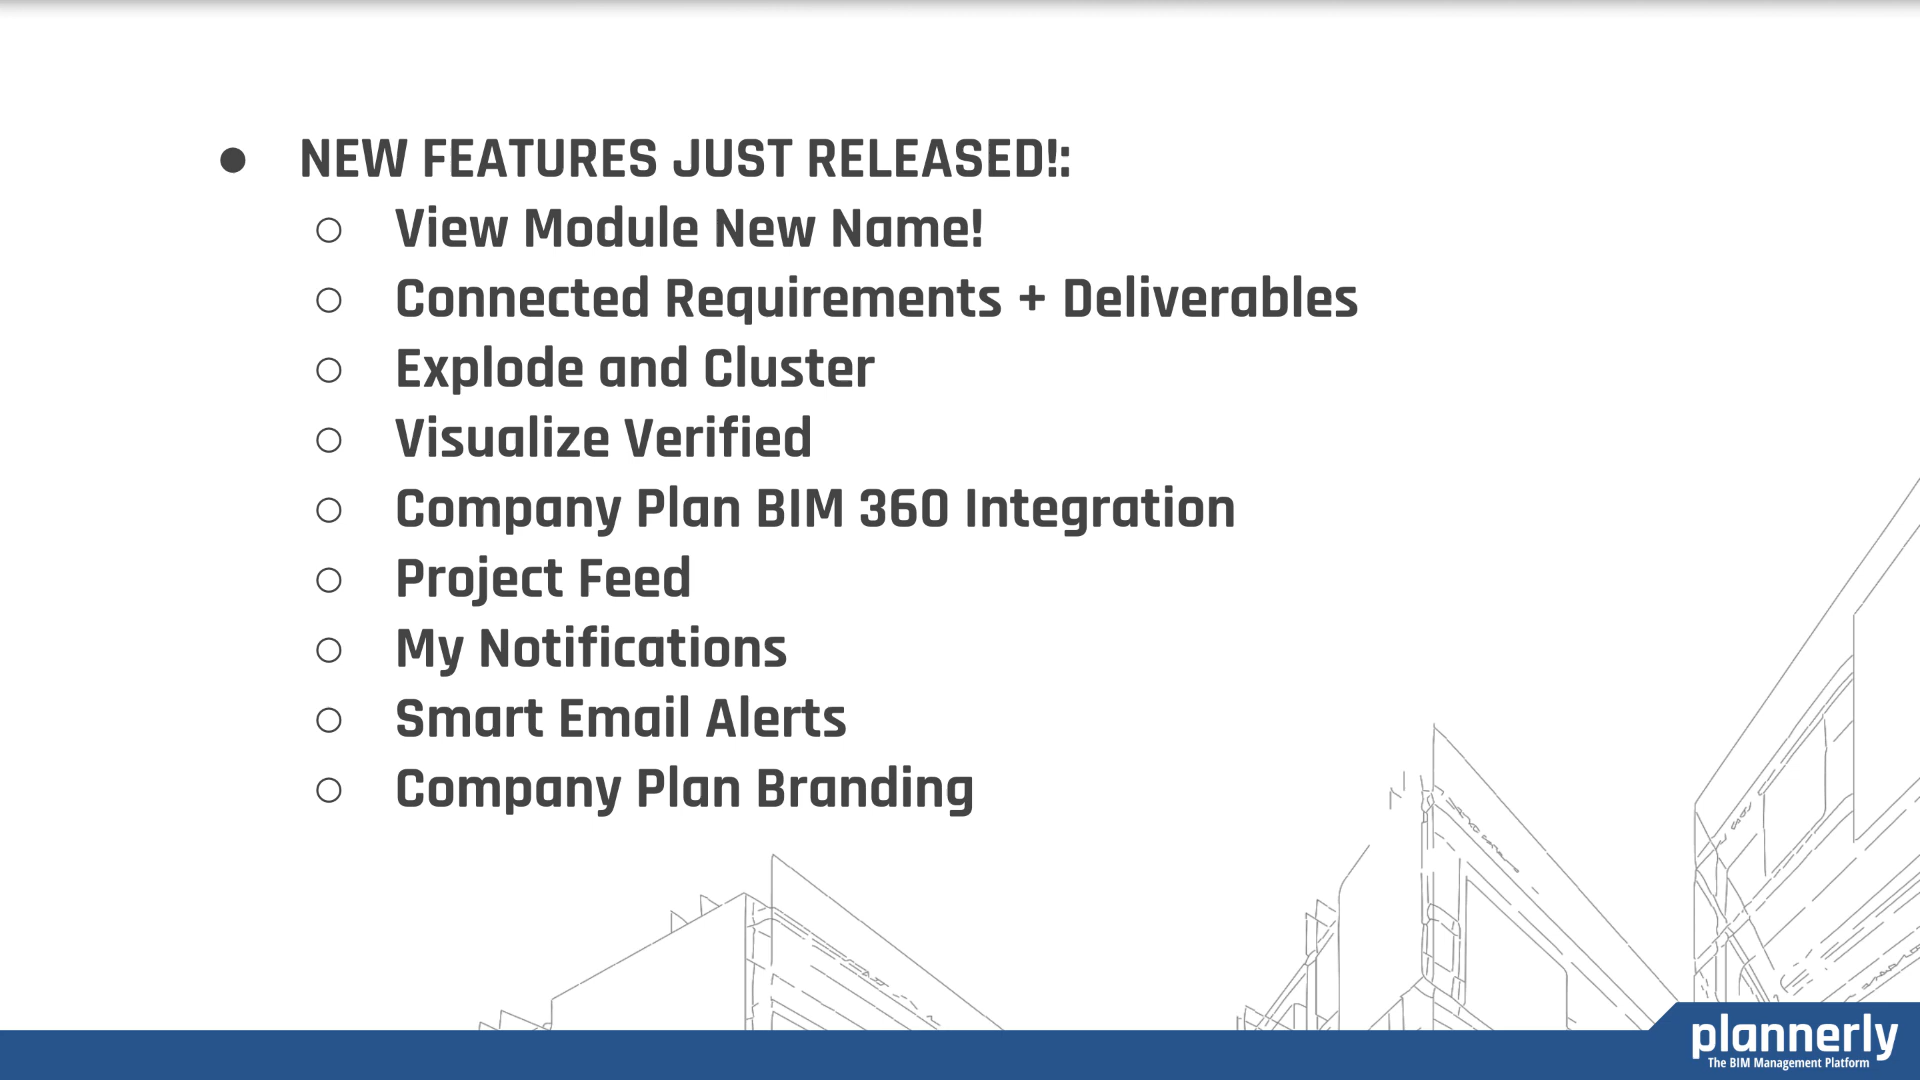 ● NEW FEATURES JUST RELEASED!:
○ View Module New Name!
○ Connected Requirements + Deliverables
○ Explode and Cluster
○ Visualize Verified
○ Company Plan BIM 360 Integration
○ Project Feed
○ My Notifications
○ Smart Email Alerts
○ Company Plan Branding
plannerly
The BIM Management Platform